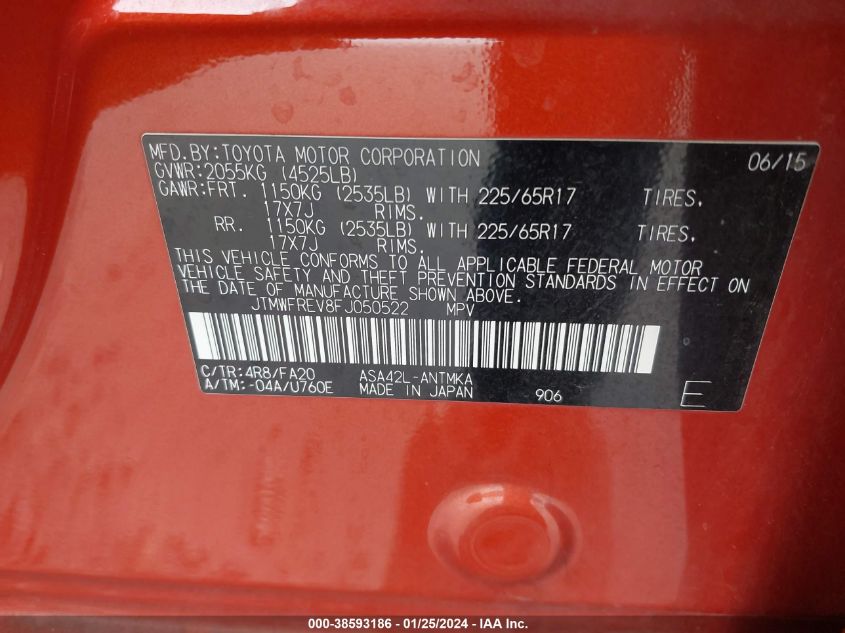 MFD.BY:TOYOTA MOTOR CORPORATION 06/15
GVWR:2055KG (4525LB)
GAWR:FRT. 1150KG (2535LB) WITH 225/65R17 TIRES,
17X7J RIMS.
RR. 1150KG (2535LB) WITH 225/65R17 TIRES,
17X7J RIMS.
THIS VEHICLE CONFORMS TO ALL APPLICABLE FEDERAL MOTOR
VEHICLE SAFETY AND THEFT PREVENTION STANDARDS IN EFFECT ON
THE DATE OF MANUFACTURE SHOWN ABOVE.
JTMWFREV8FJ050522 MPV
C/TR:4R8/FA20 ASA42L-ANTMKA
A/TM:-04A/U760E MADE IN JAPAN 906 E
000-38593186 - 01/25/2024 - IAA Inc.